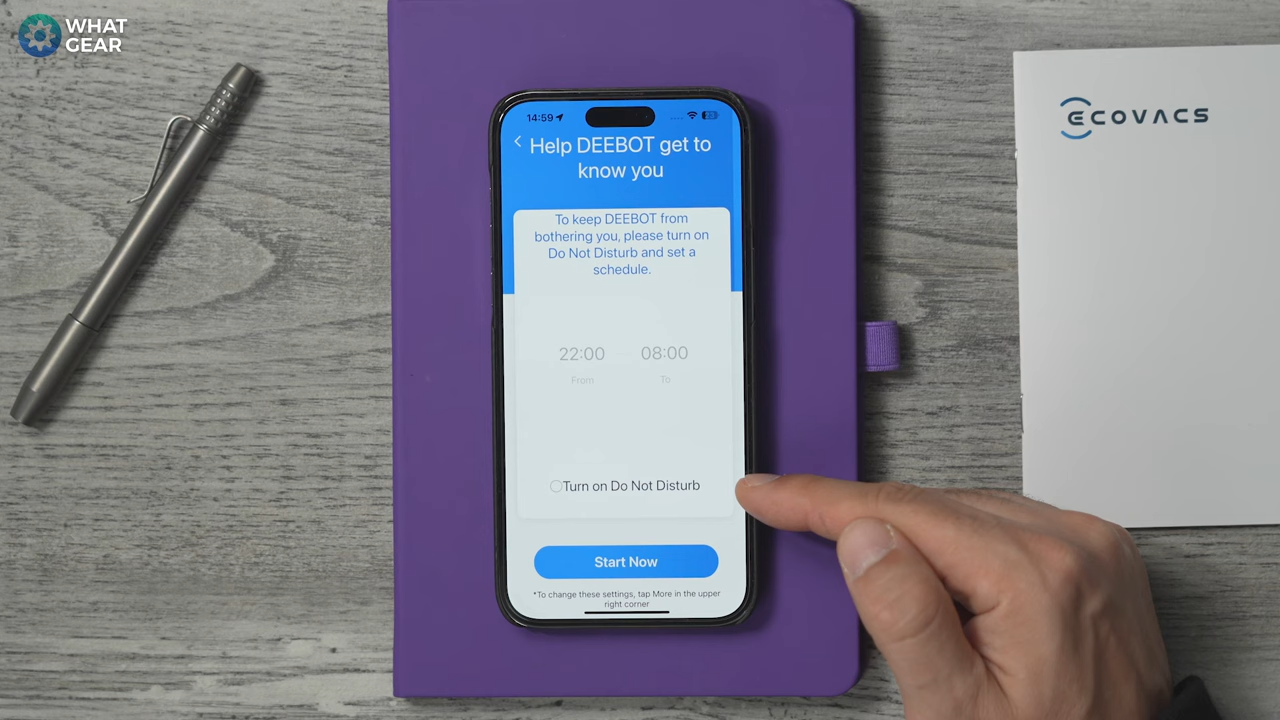 WHAT
GEAR
14:59
Help DEEBOT get to
know you
To keep DEEBOT from
bothering you, please turn on
Do Not Disturb and set a
schedule.
22:00
08:00
From
To
Turn on Do Not Disturb
Start Now
*To change these settings, tap More in the upper
right corner
ECOVACS